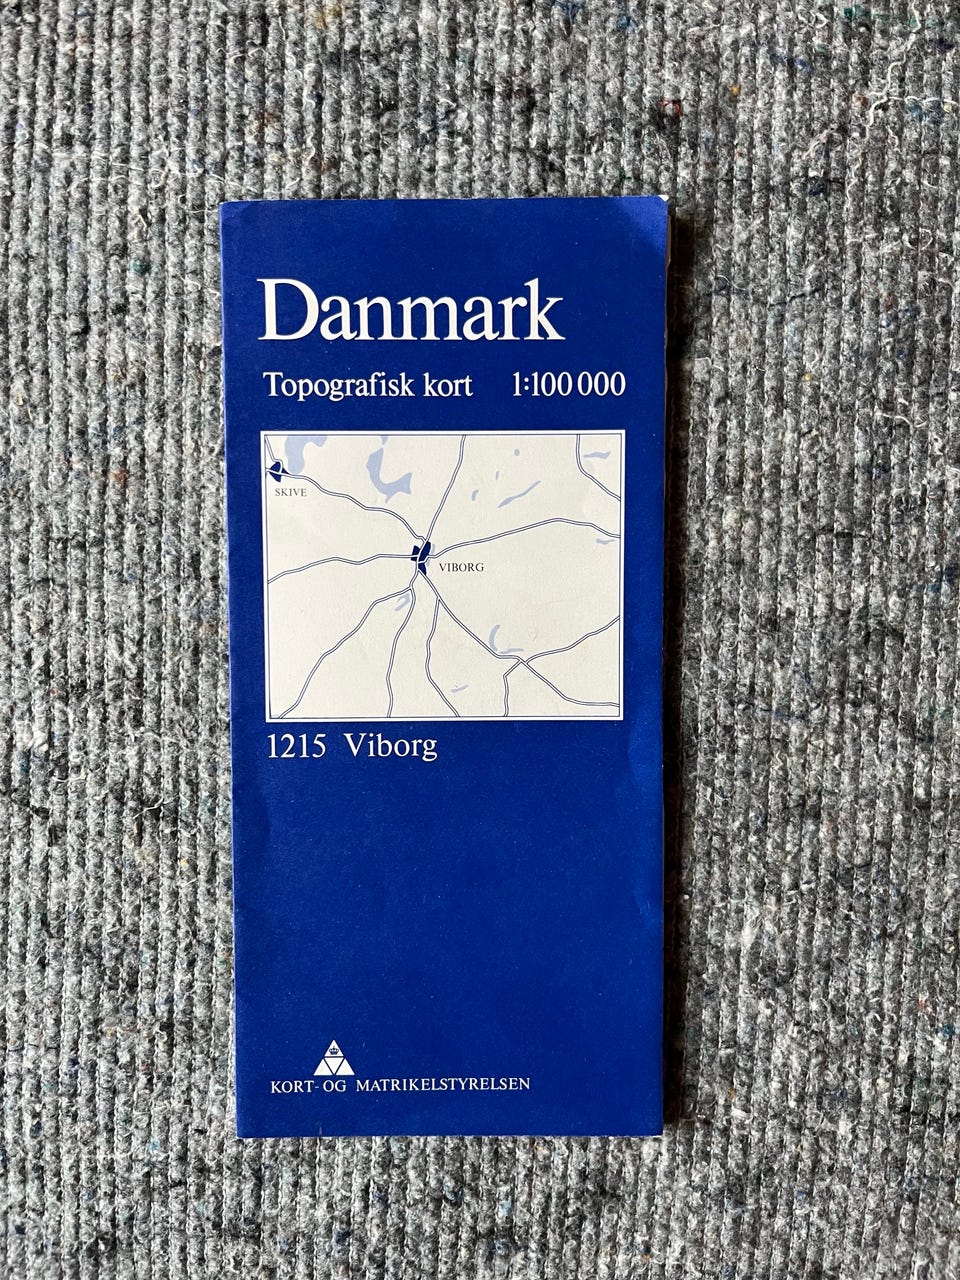 Danmark
Topografisk kort 1:100 000
SKIVE
VIBORG
1215 Viborg
KORT- OG MATRIKELSTYRELSEN